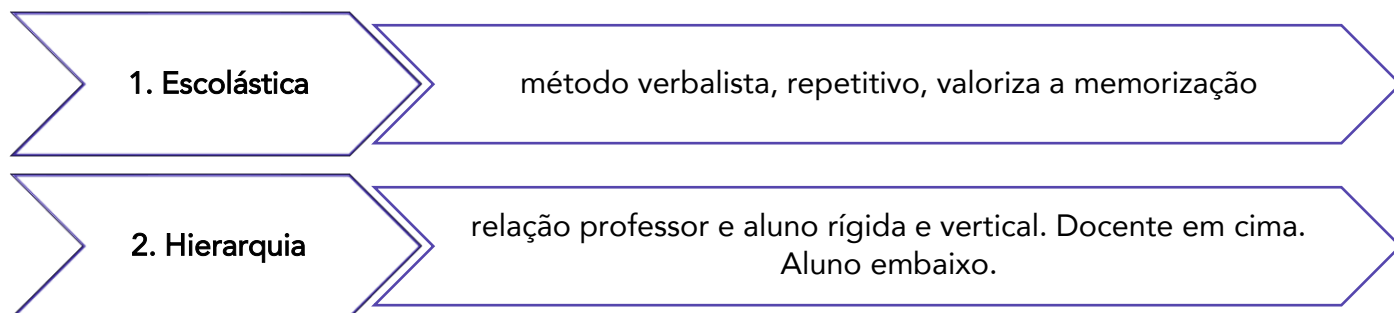 1. Escolástica
método verbalista, repetitivo, valoriza a memorização
2. Hierarquia
relação professor e aluno rígida e vertical. Docente em cima.
Aluno embaixo.